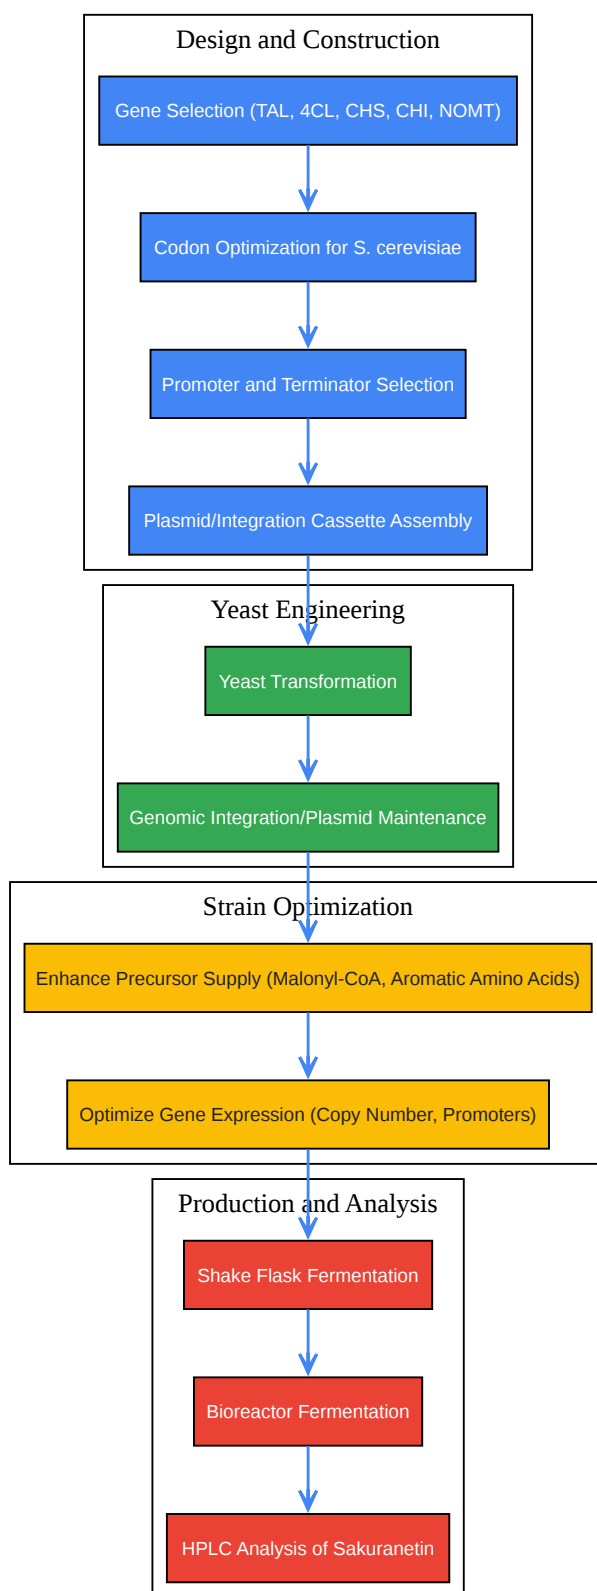 Design and Construction
Gene Selection (TAL, 4CL, CHS, CHI, NOMT)
Codon Optimization for S. cerevisiae
Promoter and Terminator Selection
Plasmid/Integration Cassette Assembly
Yeast Engineering
Yeast Transformation
Genomic Integration/Plasmid Maintenance
Strain Optimization
Enhance Precursor Supply (Malonyl-CoA, Aromatic Amino Acids)
Optimize Gene Expression (Copy Number, Promoters)
Production and Analysis
Shake Flask Fermentation
Bioreactor Fermentation
HPLC Analysis of Sakuranetin